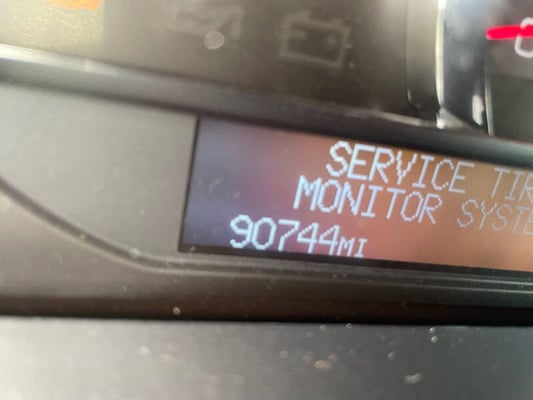 SERVICE TIR
MONITOR SYSTE
90744MI